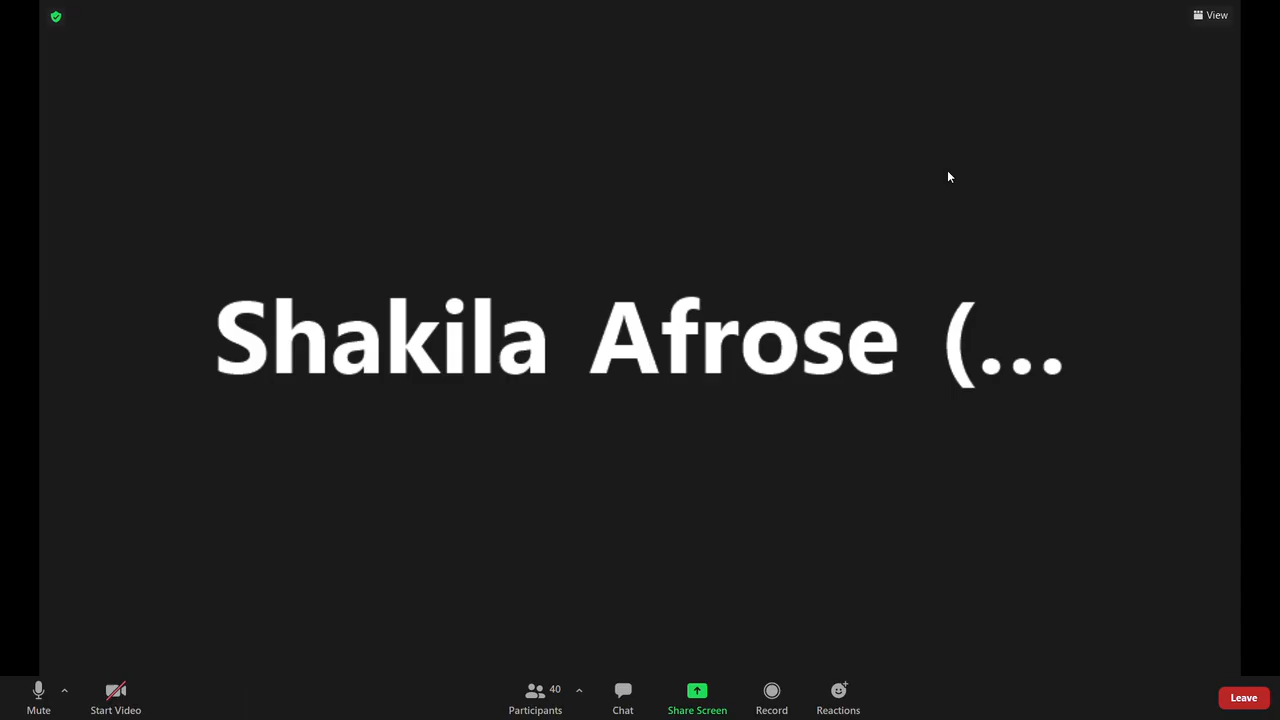 View
Shakila Afrose (...
40
Mute
Start Video
Participants
Chat
Share Screen
Record
Reactions
Leave